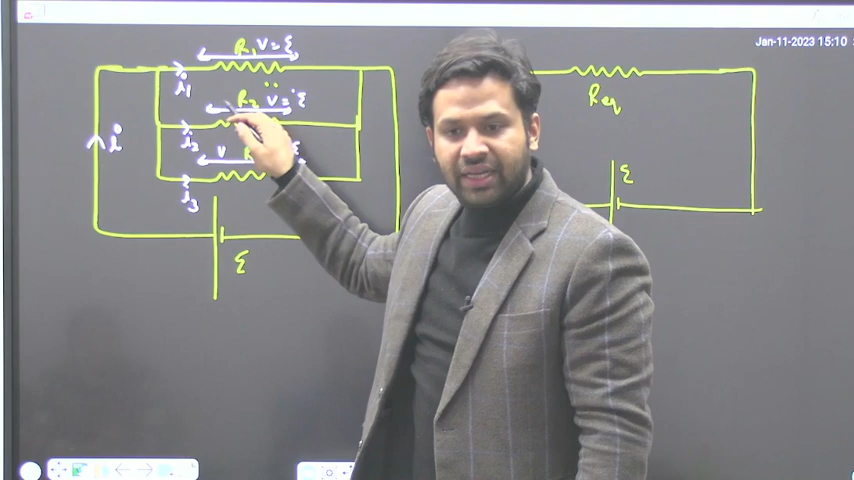 Jan-11-2023 15:10
R₁ V = ε
i₁
R₂ V = ε
i
i₂
V R ε
i₃
ε
Req
ε